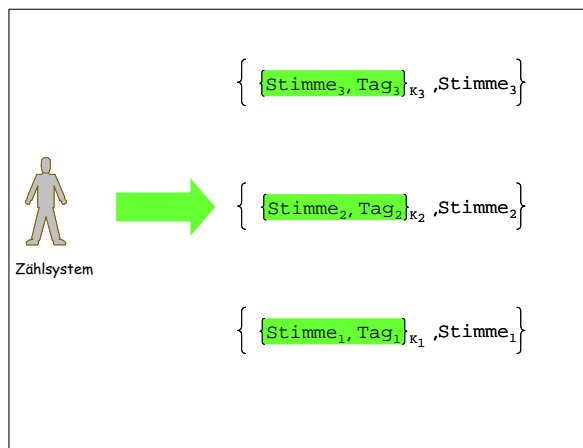 { {Stimme₃,Tag₃}K₃ ,Stimme₃}
{ {Stimme₂,Tag₂}K₂ ,Stimme₂}
Zählsystem
{ {Stimme₁,Tag₁}K₁ ,Stimme₁}